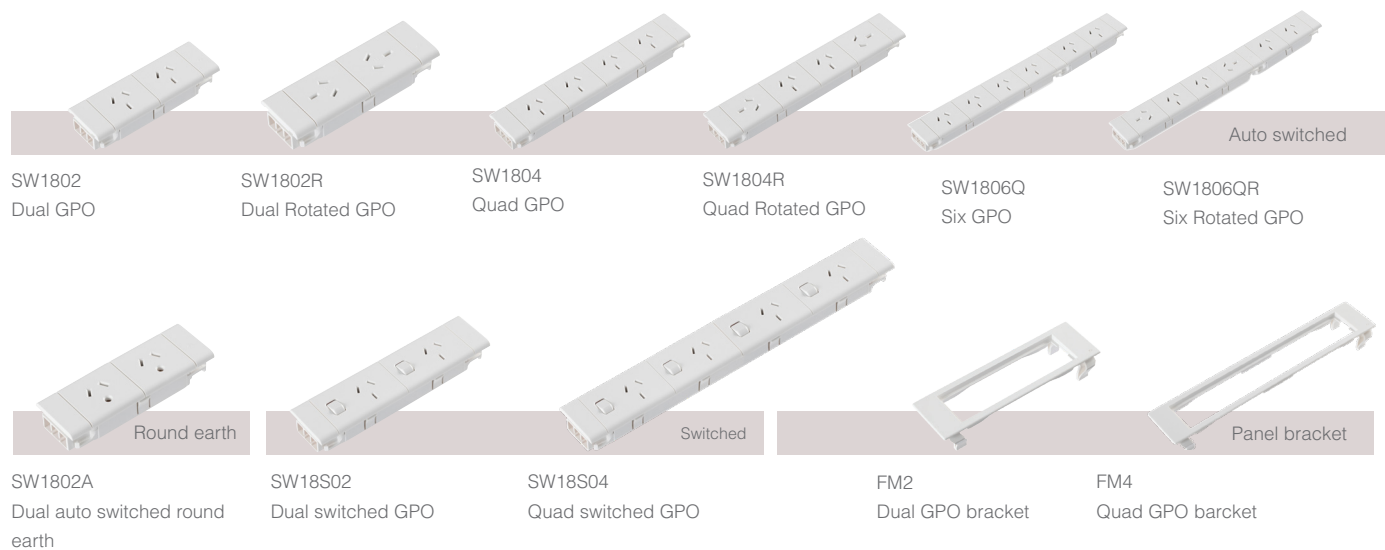 Auto switched
SW1802
Dual GPO
SW1802R
Dual Rotated GPO
SW1804
Quad GPO
SW1804R
Quad Rotated GPO
SW1806Q
Six GPO
SW1806QR
Six Rotated GPO
Round earth
SW1802A
Dual auto switched round
earth
Switched
SW18S02
Dual switched GPO
SW18S04
Quad switched GPO
Panel bracket
FM2
Dual GPO bracket
FM4
Quad GPO barcket